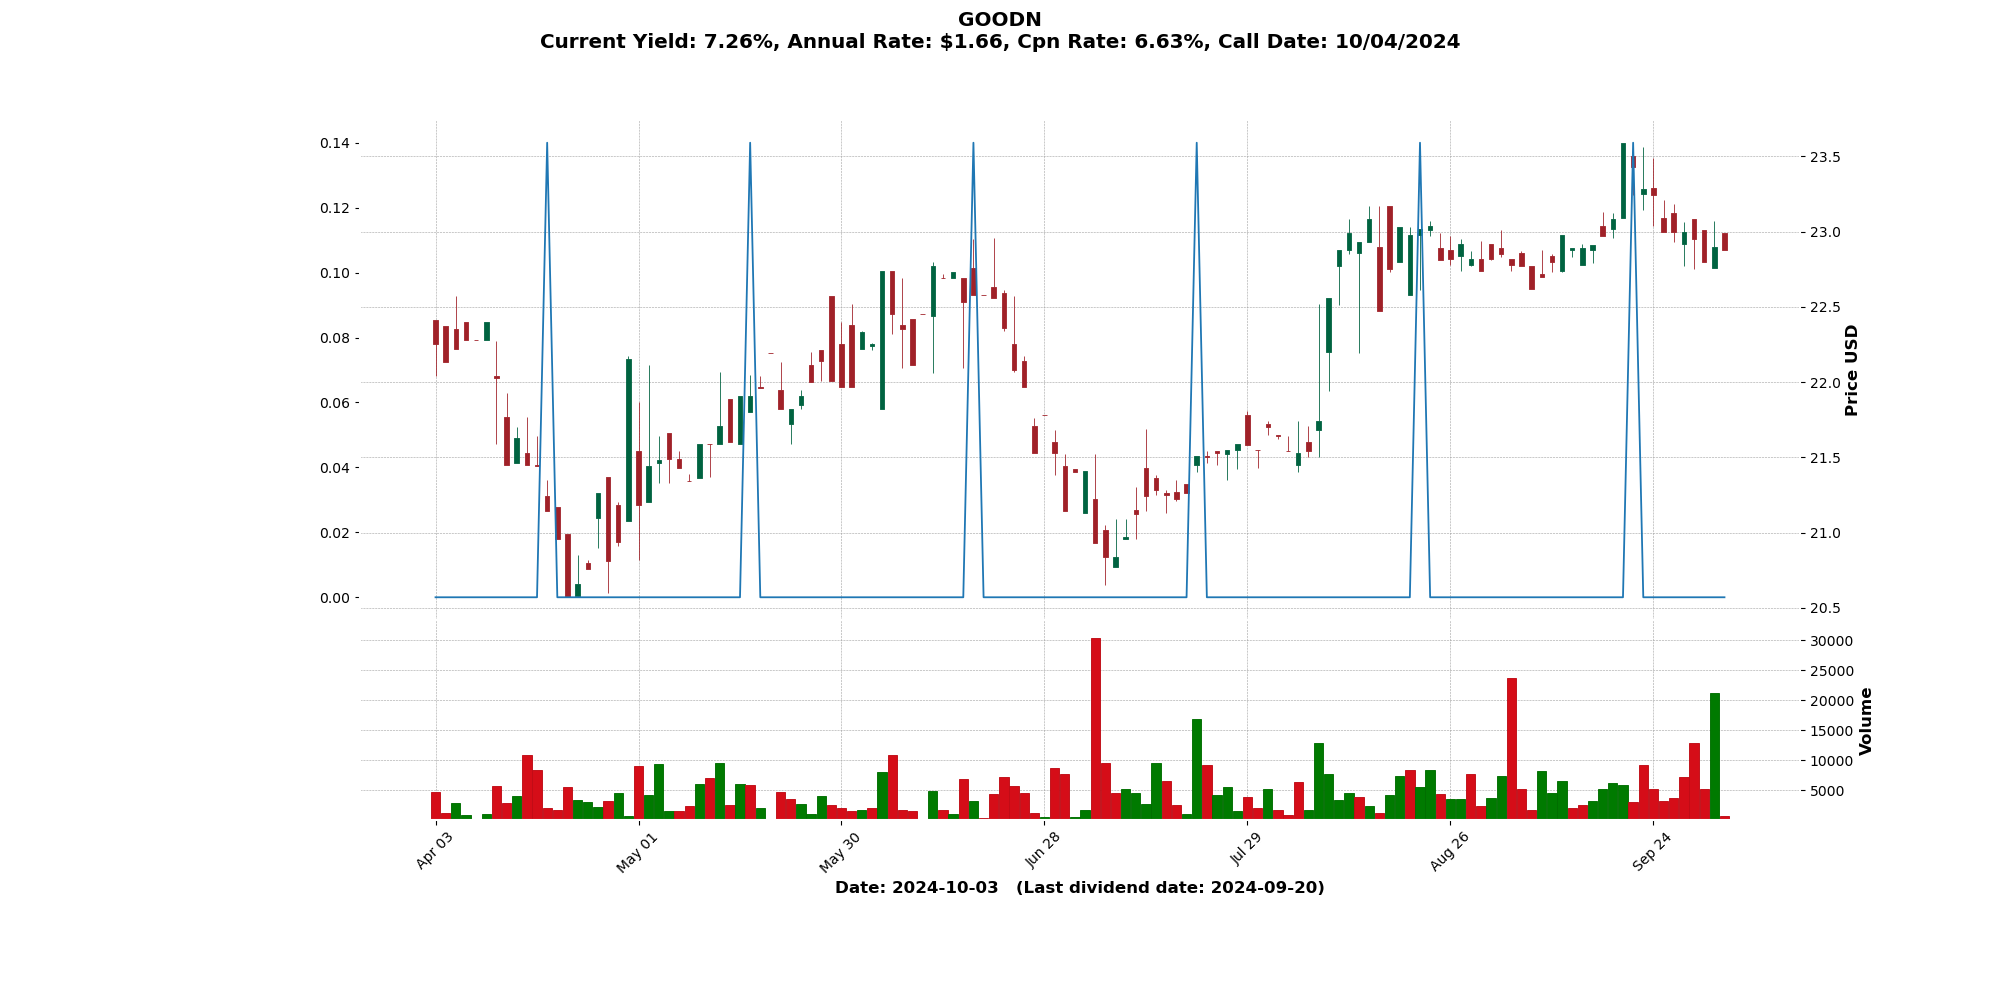 GOODN
Current Yield: 7.26%, Annual Rate: $1.66, Cpn Rate: 6.63%, Call Date: 10/04/2024
0.14
0.12
0.10
0.08
0.06
0.04
0.02
0.00
23.5
23.0
22.5
22.0
21.5
21.0
20.5
Price USD
30000
25000
20000
15000
10000
5000
Volume
Apr 03
May 01
May 30
Jun 28
Jul 29
Aug 26
Sep 24
Date: 2024-10-03 (Last dividend date: 2024-09-20)